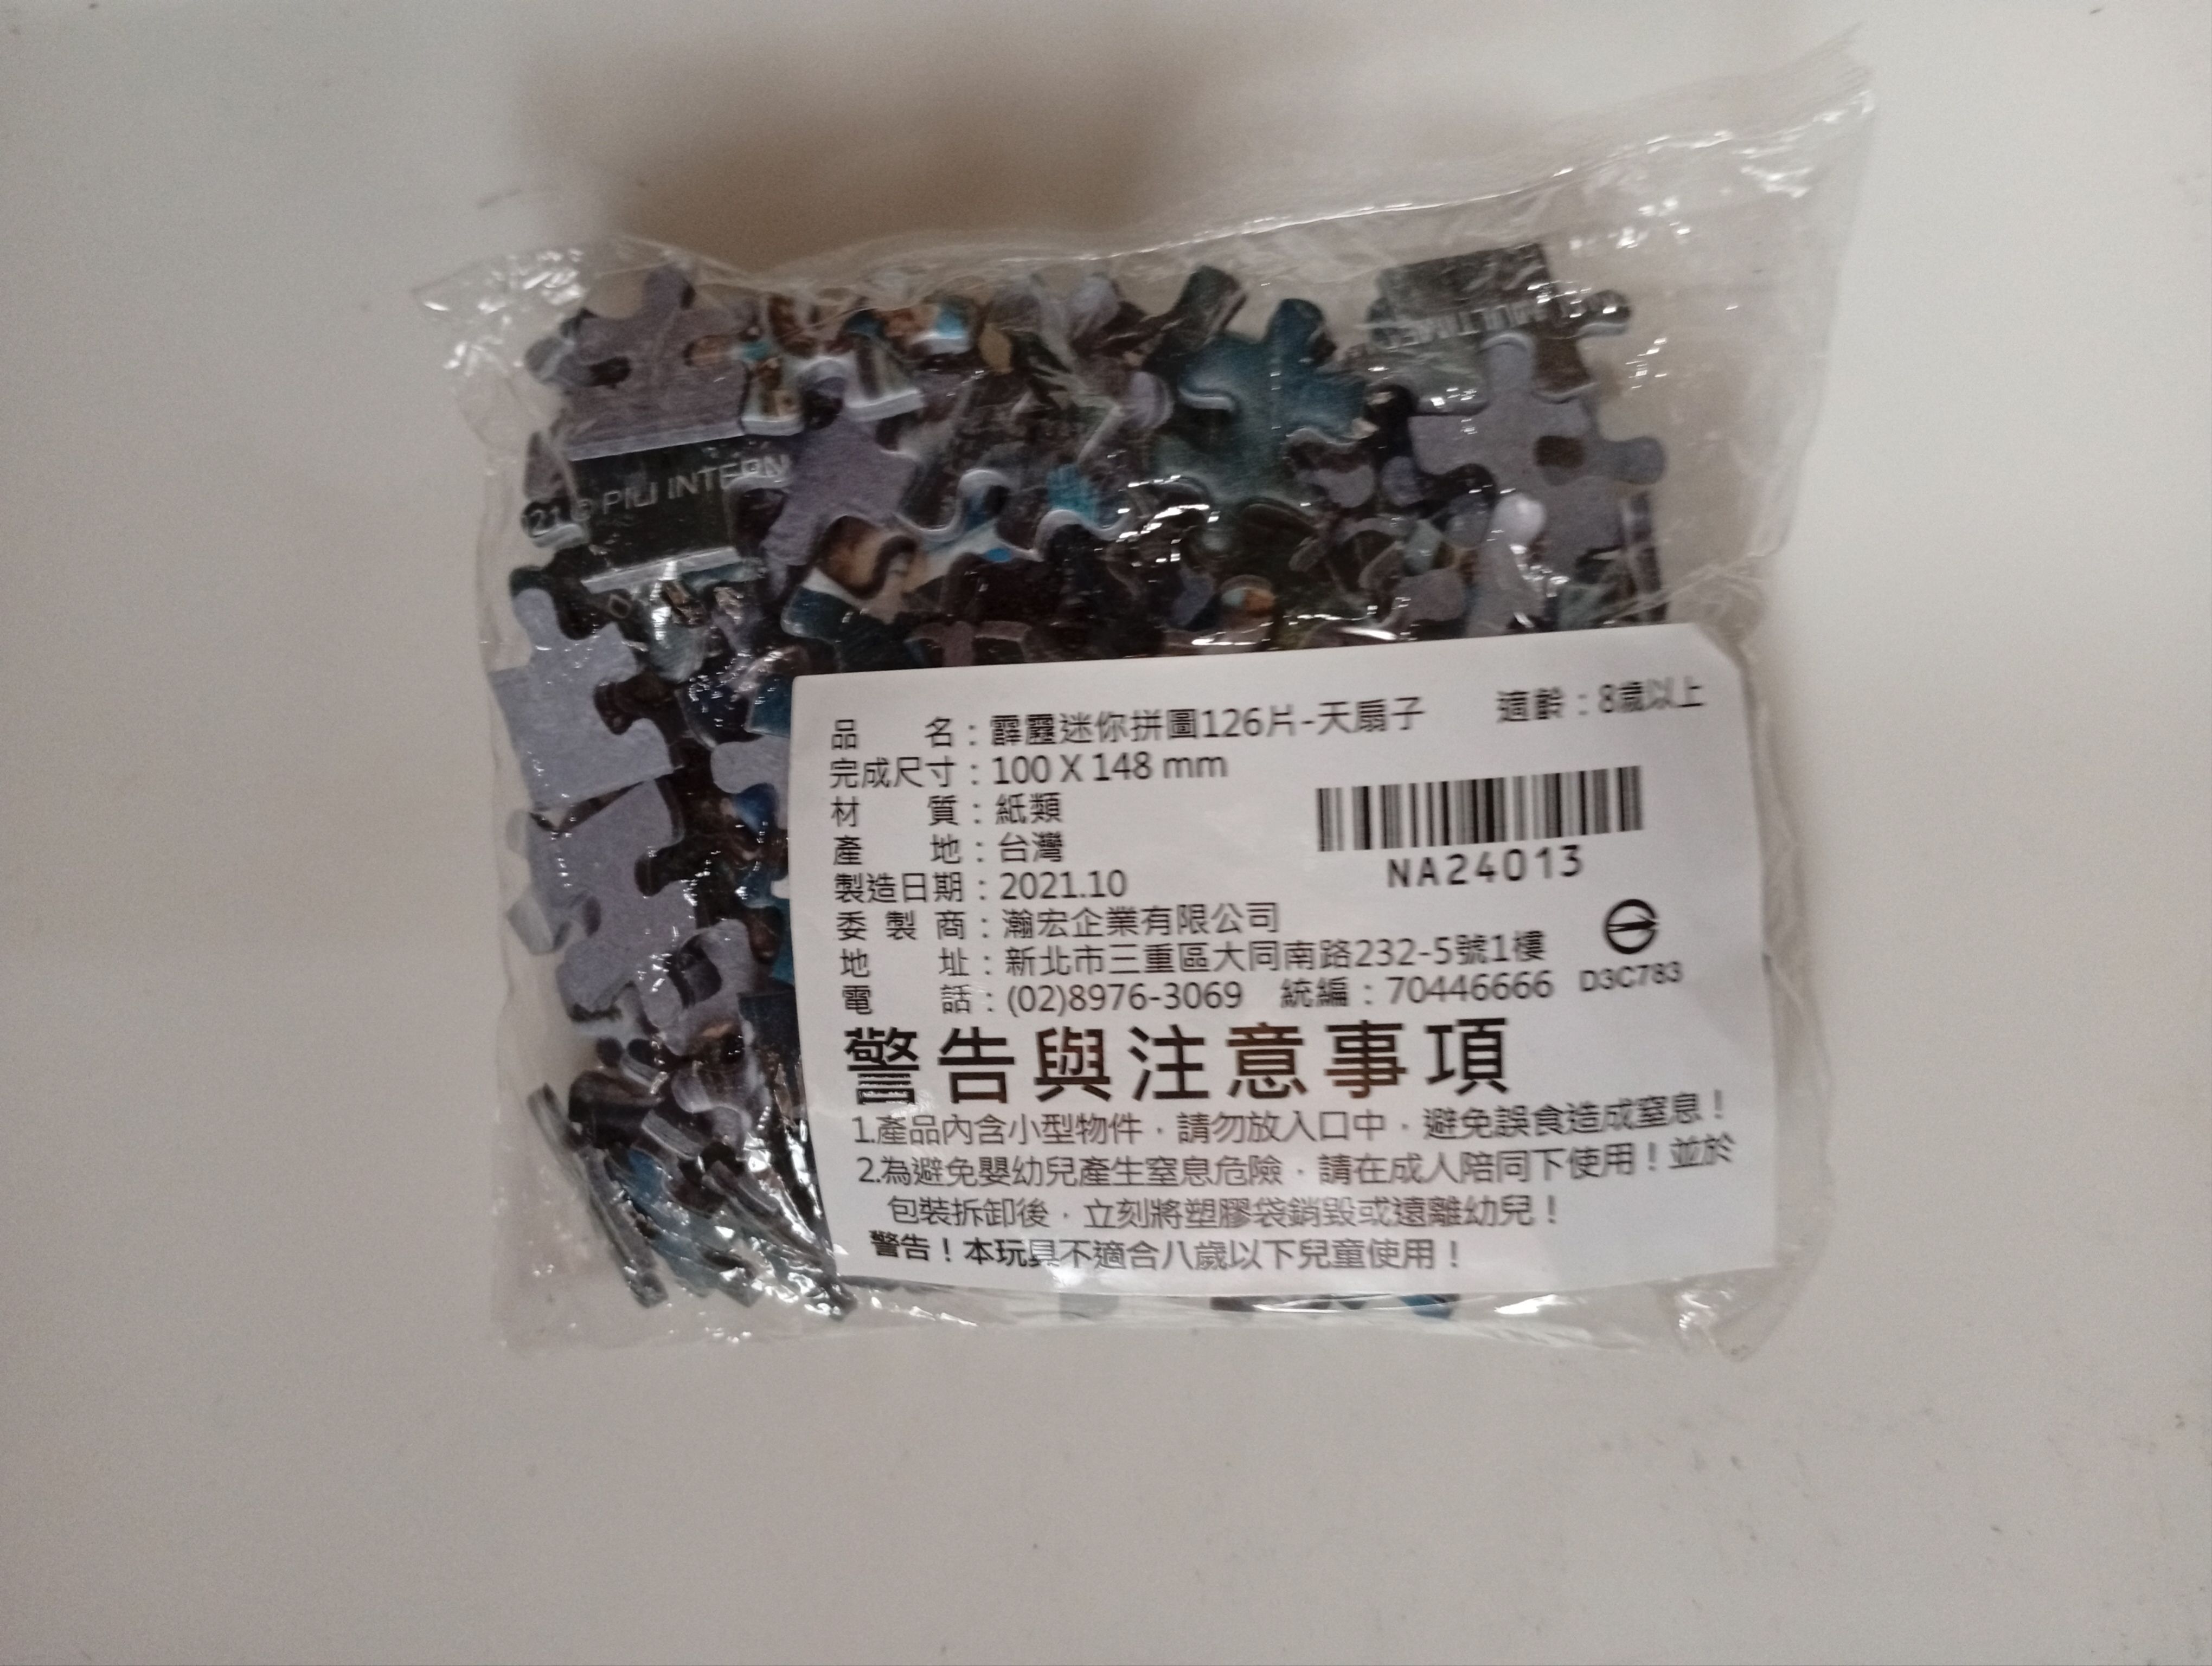 MULTIME
21 © PILI INTERN
品名：霹靂迷你拼圖126片-天扇子 適齡：8歲以上
完成尺寸：100 X 148 mm
材質：紙類
產地：台灣
製造日期：2021.10
委製商：瀚宏企業有限公司
地址：新北市三重區大同南路232-5號1樓
電話：(02)8976-3069 統編：70446666
NA24013
D3C783
警告與注意事項
1.產品內含小型物件，請勿放入口中，避免誤食造成窒息！
2.為避免嬰幼兒產生窒息危險，請在成人陪同下使用！並於
包裝拆卸後，立刻將塑膠袋銷毀或遠離幼兒！
警告！本玩具不適合八歲以下兒童使用！